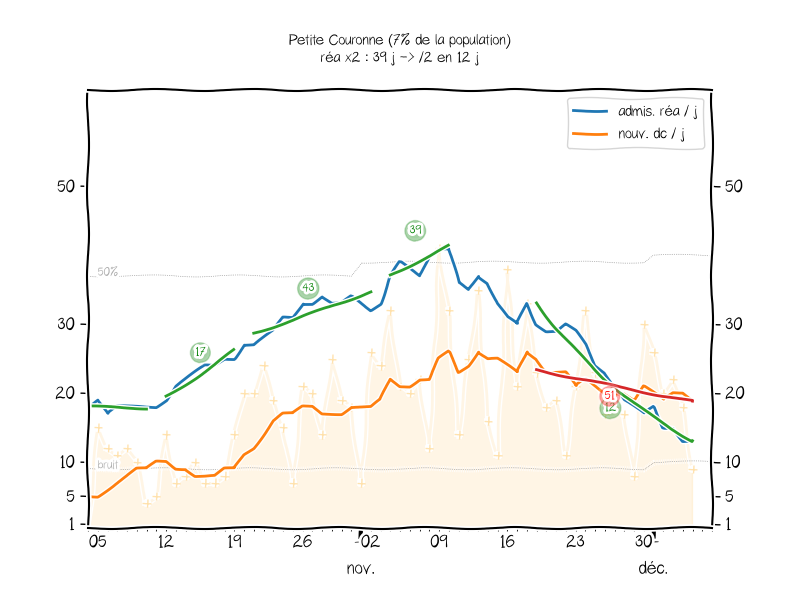 Petite Couronne (7% de la population)
réa x2 : 39 j -> /2 en 12 j
admis. réa / j
nouv. dc / j
50
50
39
50%
43
30
30
17
20
20
51
12
10
10
bruit
5
5
1
1
05 12 19 26 02 09 16 23 30
nov. déc.